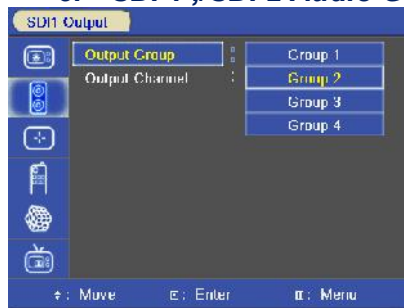 SDI1 Output
Output Group : Group 1
Output Channel : Group 2
Group 3
Group 4
: Move : Enter : Menu